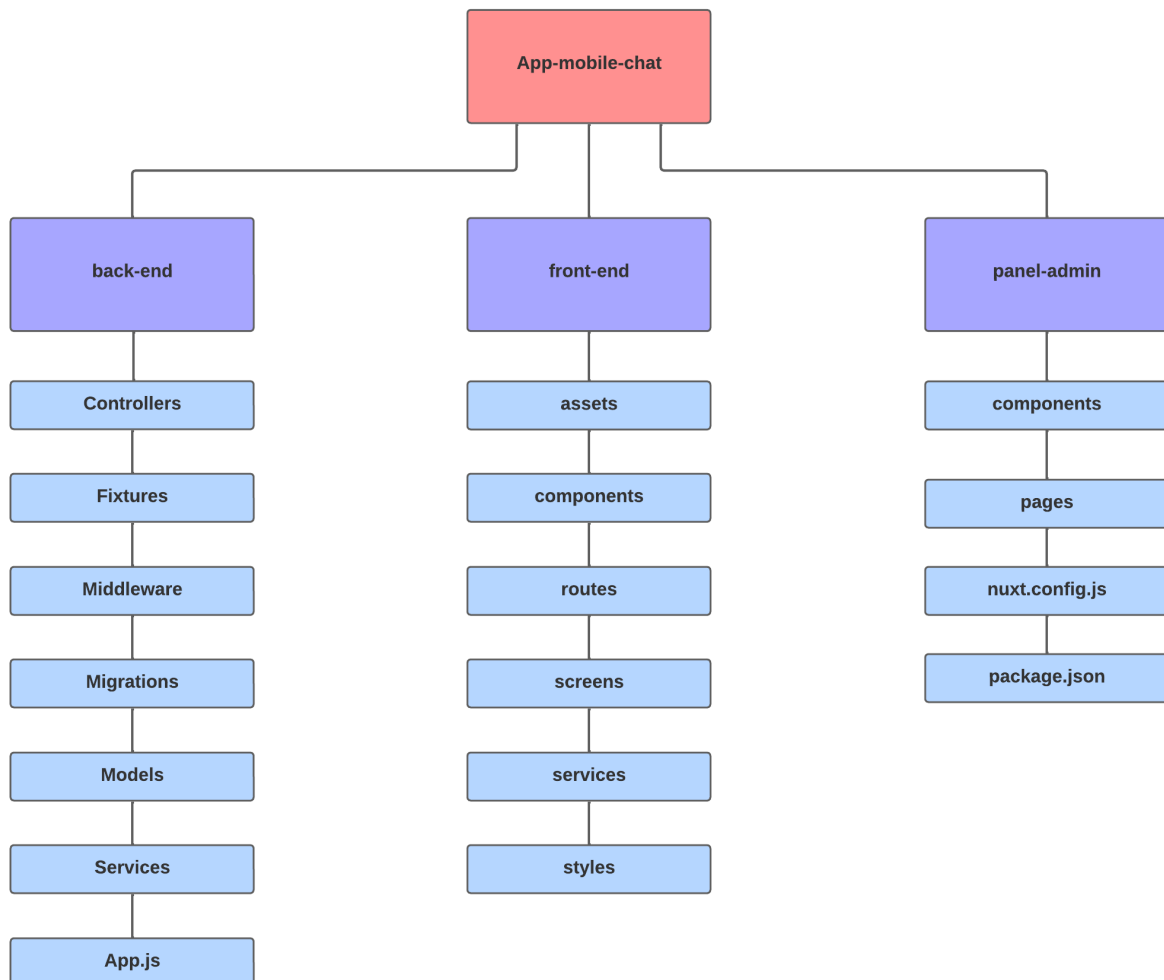 App-mobile-chat
back-end
front-end
panel-admin
Controllers
Fixtures
Middleware
Migrations
Models
Services
App.js
assets
components
routes
screens
services
styles
components
pages
nuxt.config.js
package.json